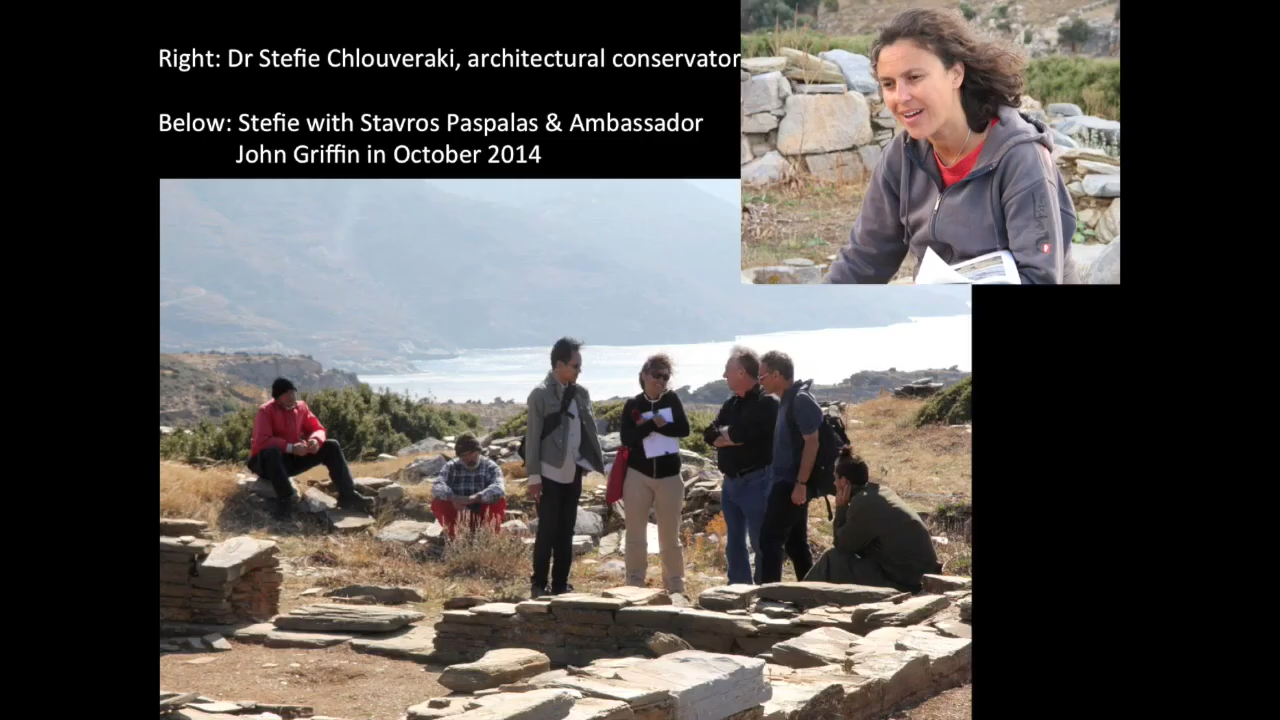 Right: Dr Stefie Chlouveraki, architectural conservator
Below: Stefie with Stavros Paspalas & Ambassador
John Griffin in October 2014